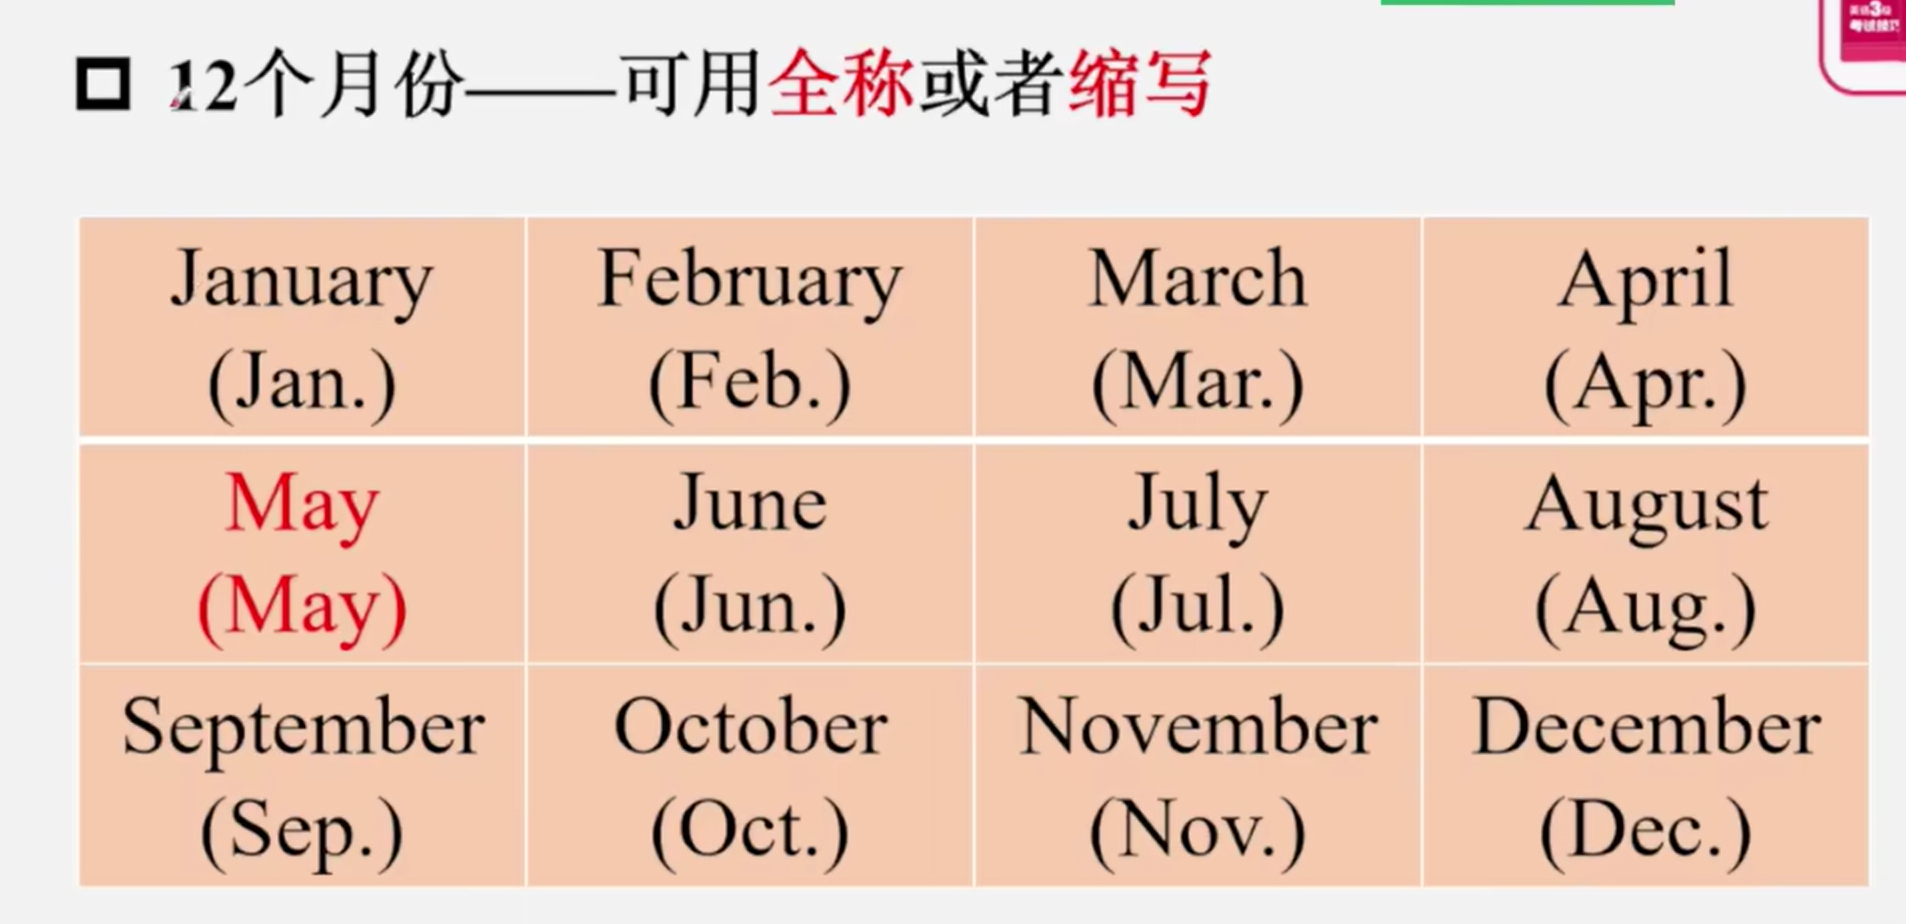 12个月份——可用全称或者缩写
January February March April
(Jan.) (Feb.) (Mar.) (Apr.)
May June July August
(May) (Jun.) (Jul.) (Aug.)
September October November December
(Sep.) (Oct.) (Nov.) (Dec.)